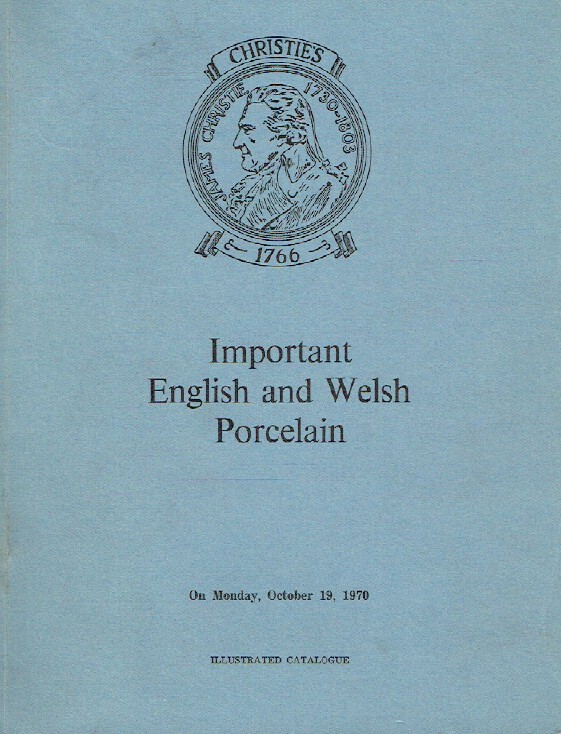 CHRISTIE'S
JAMES CHRISTIE 1730-1803
1766
Important
English and Welsh
Porcelain
On Monday, October 19, 1970
ILLUSTRATED CATALOGUE